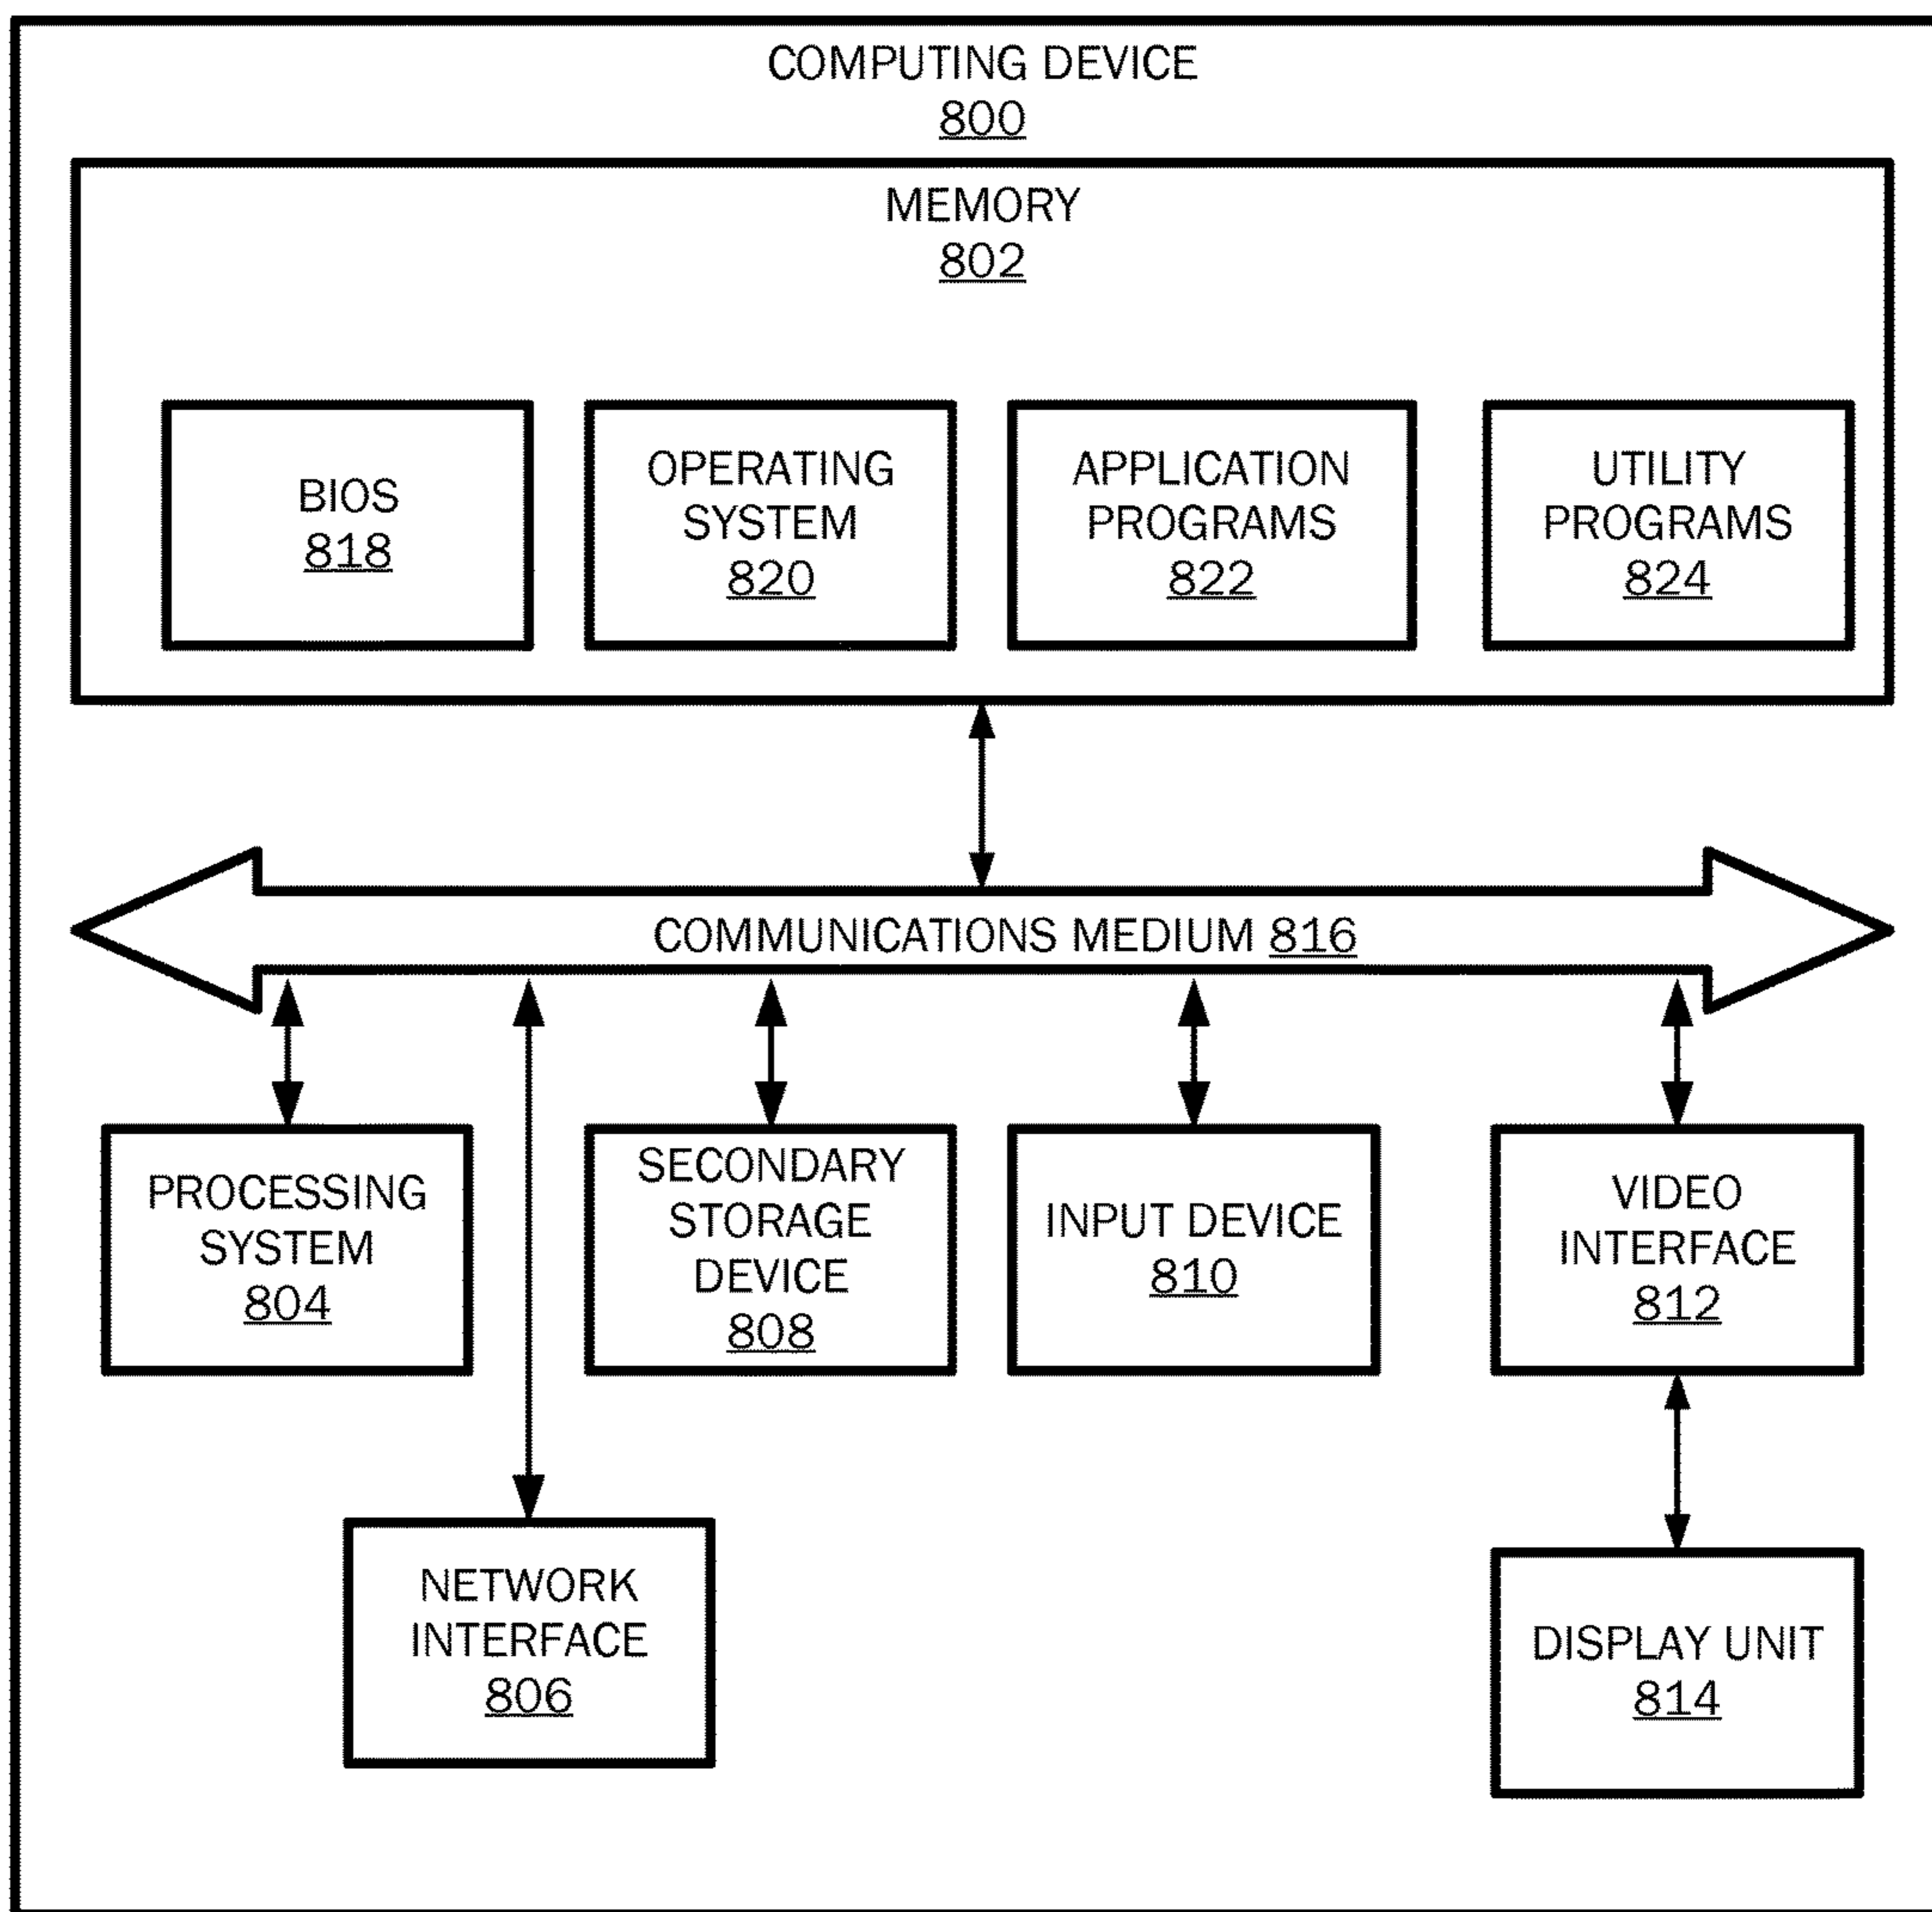 COMPUTING DEVICE
800
MEMORY
802
BIOS
818
OPERATING
SYSTEM
820
APPLICATION
PROGRAMS
822
UTILITY
PROGRAMS
824
COMMUNICATIONS MEDIUM 816
PROCESSING
SYSTEM
804
SECONDARY
STORAGE
DEVICE
808
INPUT DEVICE
810
VIDEO
INTERFACE
812
NETWORK
INTERFACE
806
DISPLAY UNIT
814